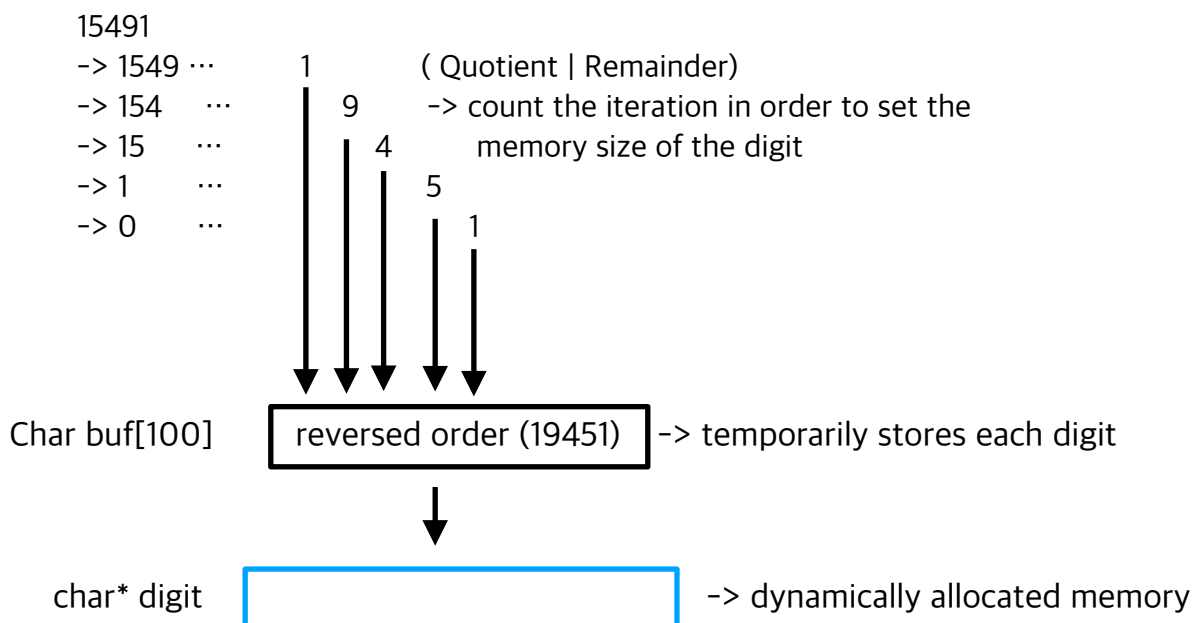 15491
-> 1549 ... 1 ( Quotient | Remainder)
-> 154 ... 9 -> count the iteration in order to set the
-> 15 ... 4 memory size of the digit
-> 1 ... 5
-> 0 ... 1
Char buf[100] reversed order (19451) -> temporarily stores each digit
char* digit -> dynamically allocated memory